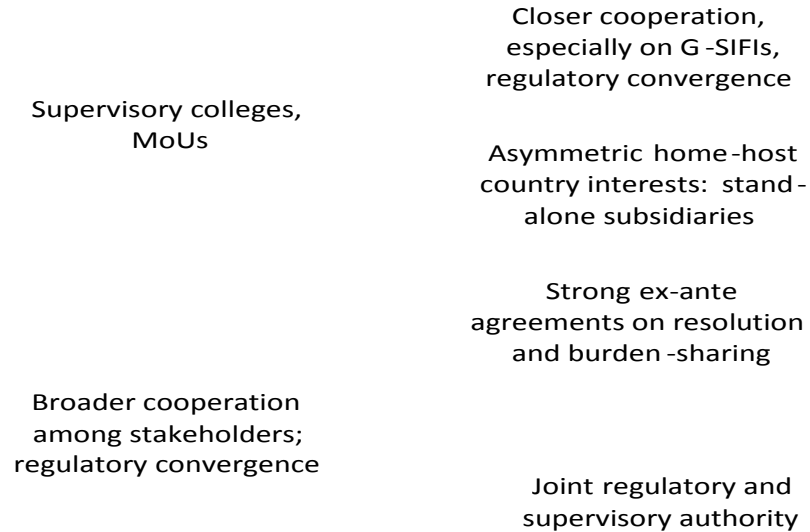 Supervisory colleges,
MoUs
Broader cooperation
among stakeholders;
regulatory convergence
Closer cooperation,
especially on G -SIFIs,
regulatory convergence
Asymmetric home -host
country interests: stand -
alone subsidiaries
Strong ex-ante
agreements on resolution
and burden -sharing
Joint regulatory and
supervisory authority